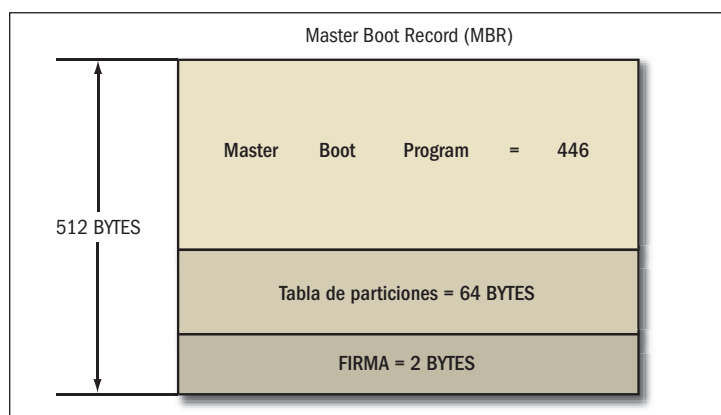 Master Boot Record (MBR)
Master Boot Program = 446
512 BYTES
Tabla de particiones = 64 BYTES
FIRMA = 2 BYTES